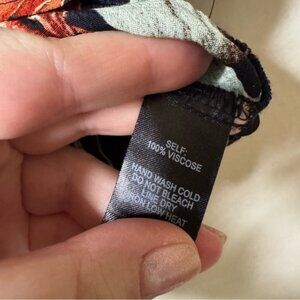 SELF:
100% VISCOSE
HAND WASH COLD
DO NOT BLEACH
LINE DRY
IRON LOW HEAT